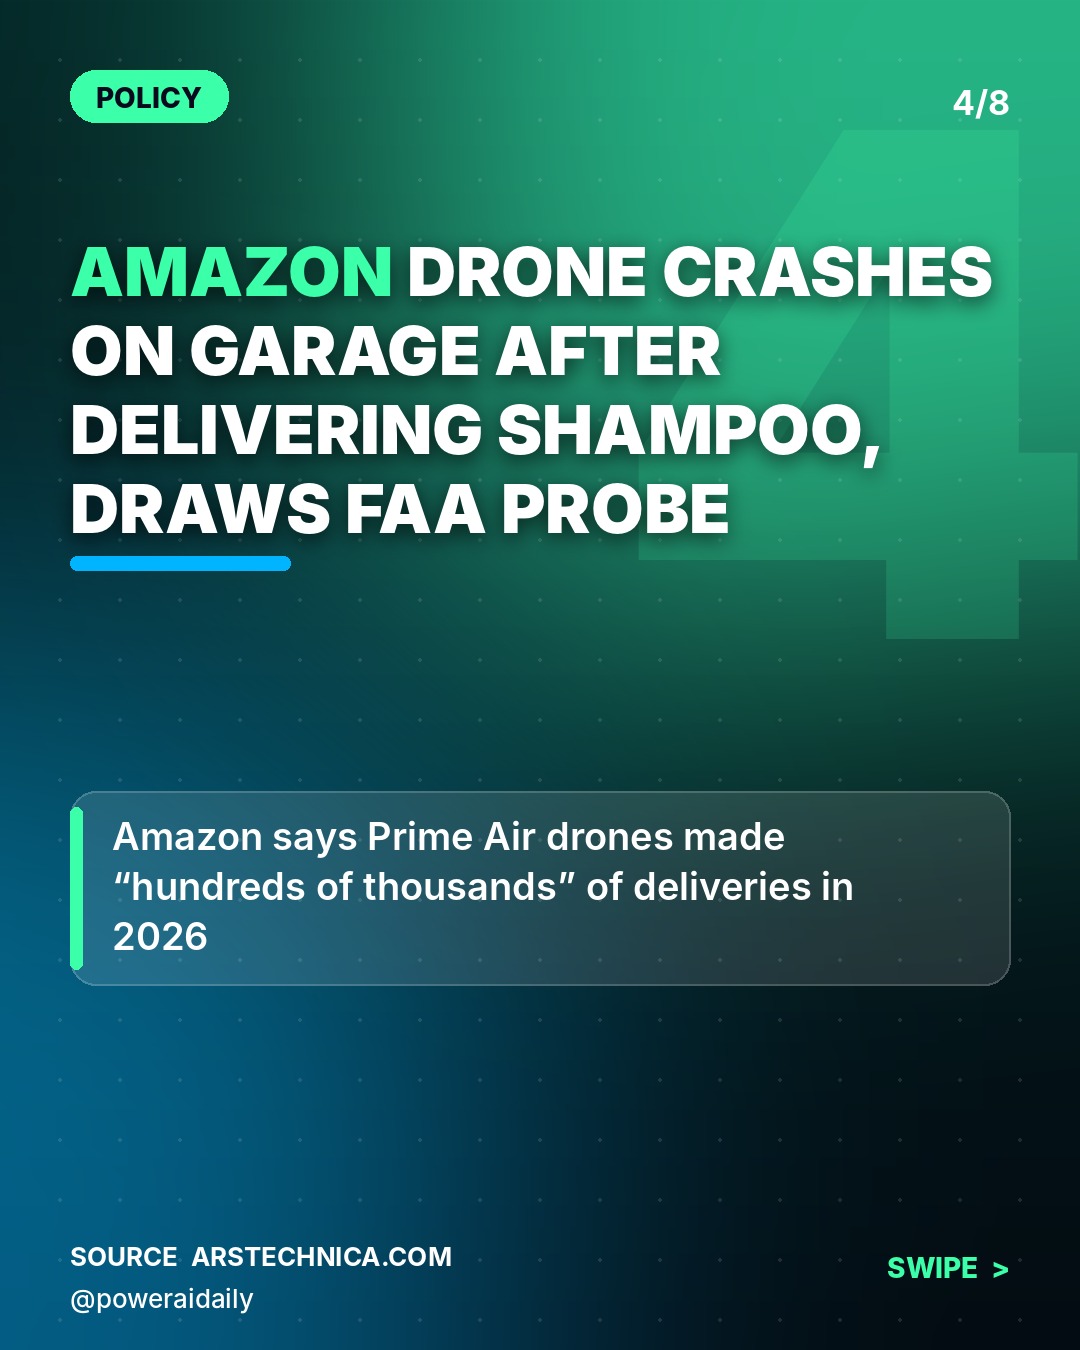 POLICY
4/8
4
AMAZON DRONE CRASHES
ON GARAGE AFTER
DELIVERING SHAMPOO,
DRAWS FAA PROBE
Amazon says Prime Air drones made
“hundreds of thousands” of deliveries in
2026
SOURCE ARSTECHNICA.COM
@poweraidaily
SWIPE >